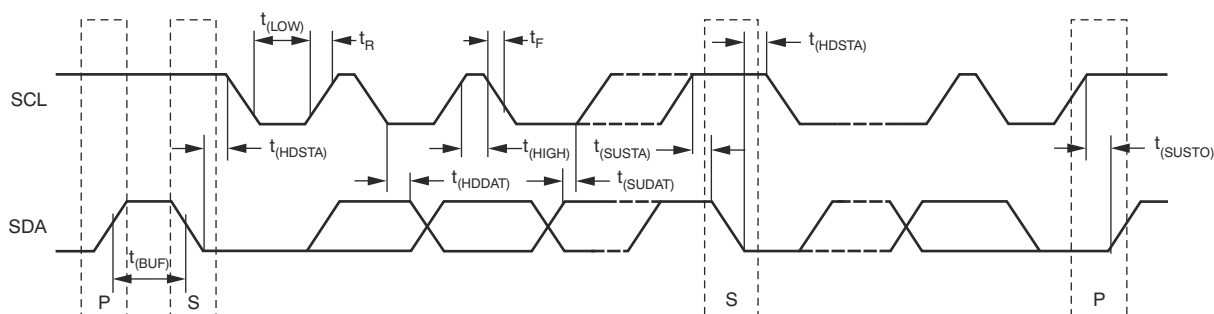 t(LOW)
tR
tF
t(HDSTA)
SCL
t(HDSTA)
t(HIGH)
t(SUSTA)
t(SUSTO)
t(HDDAT)
t(SUDAT)
SDA
t(BUF)
P
S
S
P